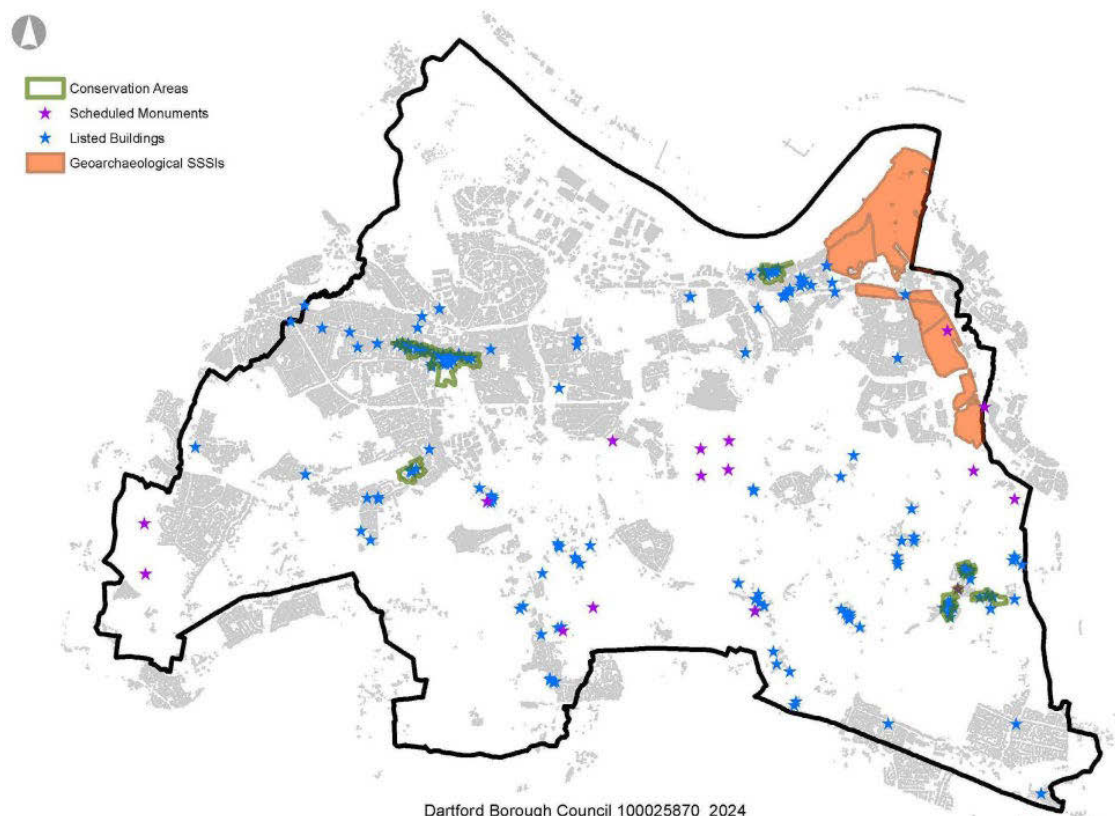 Conservation Areas
Scheduled Monuments
Listed Buildings
Geoarchaeological SSSIs
Dartford Borough Council 100025870 2024